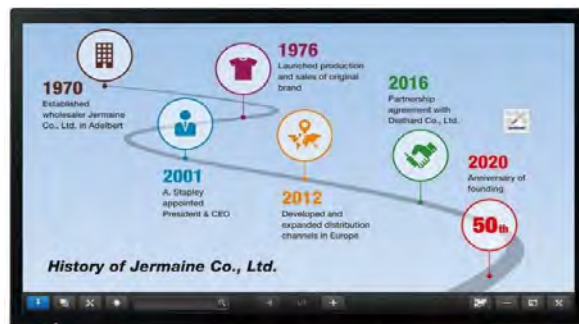 1970
Established
wholesaler Jermaine
Co., Ltd. in Adelbert
1976
Launched production
and sales of original
brand
2001
A. Stapley
appointed
President & CEO
2012
Developed and
expanded distribution
channels in Europe
2016
Partnership
agreement with
Diethard Co., Ltd.
2020
Anniversary of
founding
50th
History of Jermaine Co., Ltd.